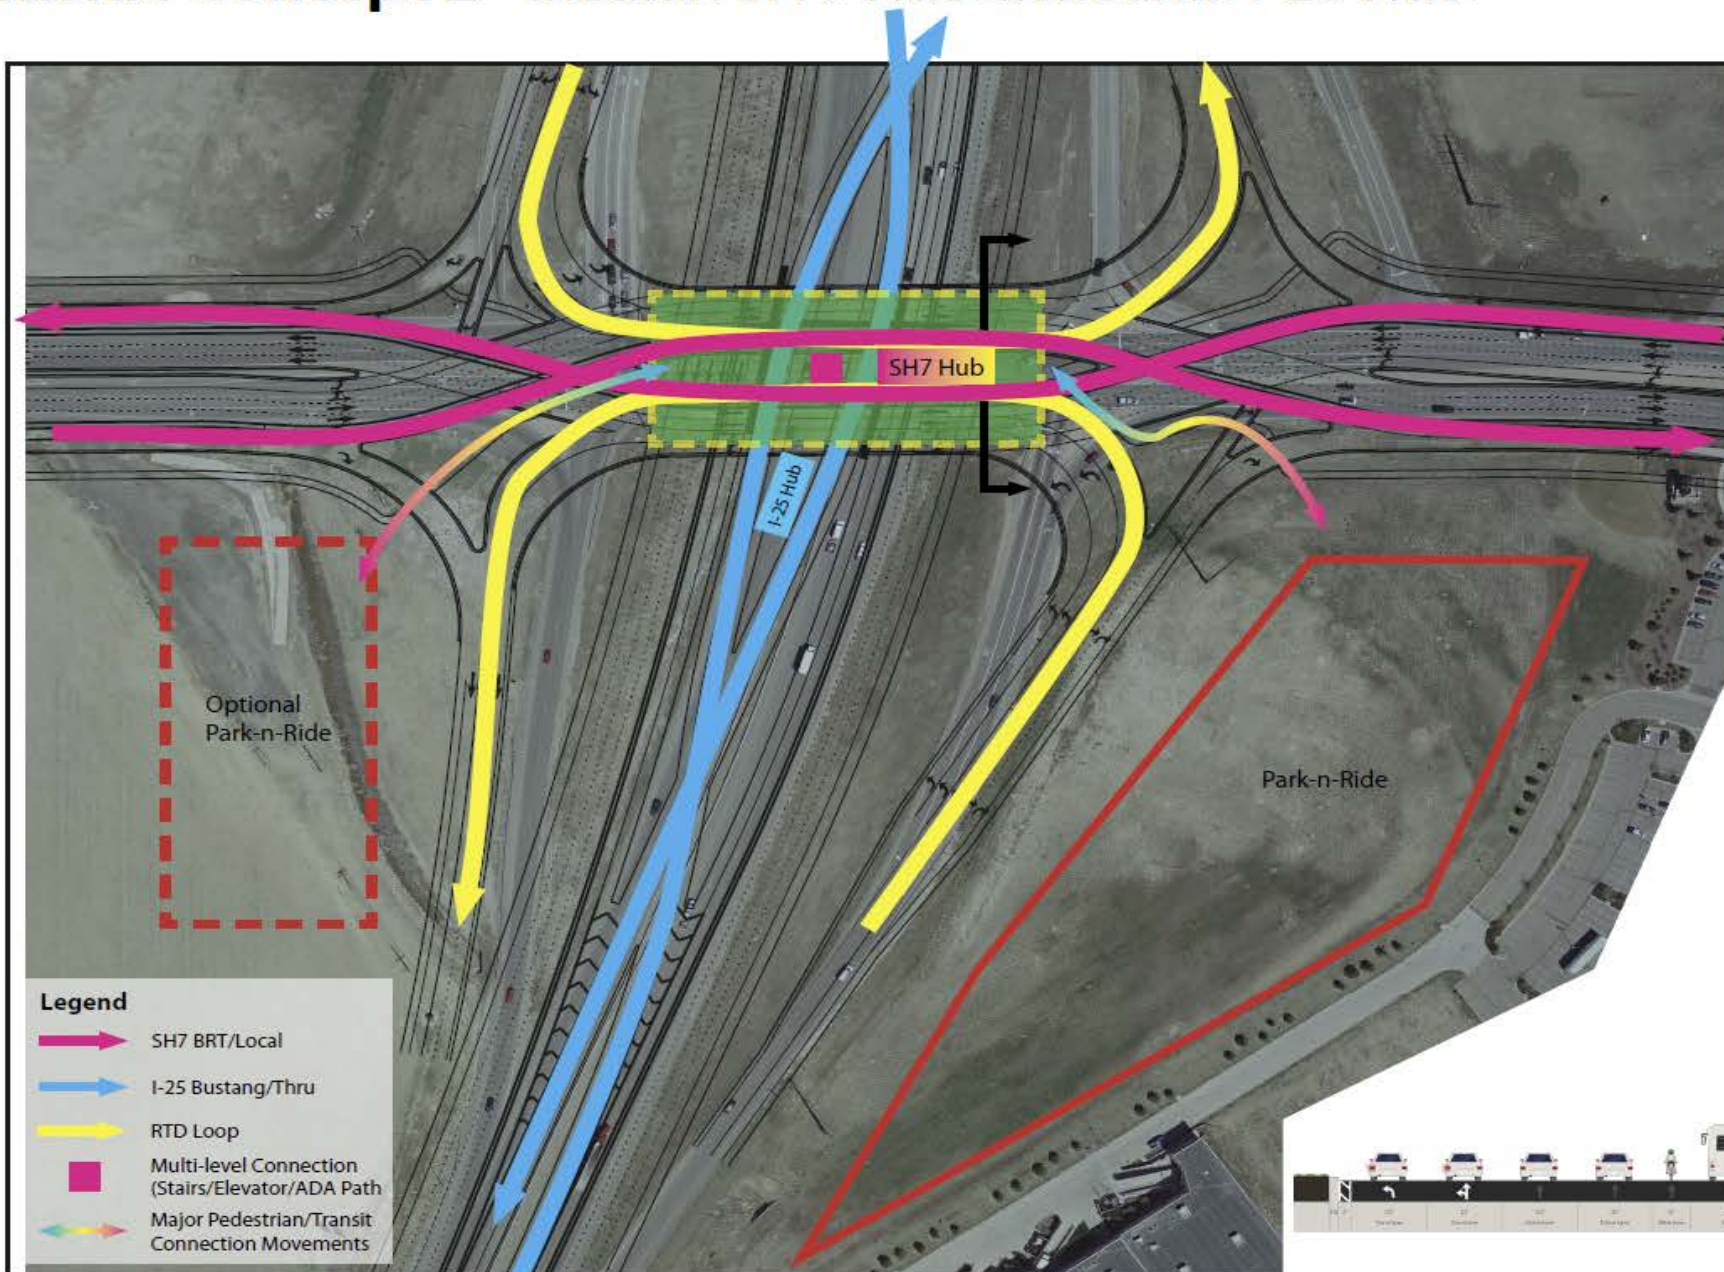 SH7 Hub
I-25 Hub
Optional
Park-n-Ride
Park-n-Ride
Legend
SH7 BRT/Local
I-25 Bustang/Thru
RTD Loop
Multi-level Connection
(Stairs/Elevator/ADA Path
Major Pedestrian/Transit
Connection Movements